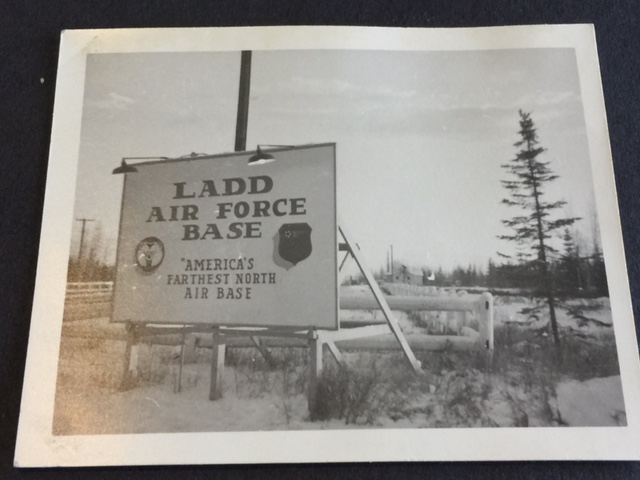 LADD
AIR FORCE
BASE
"AMERICA'S
FARTHEST NORTH
AIR BASE